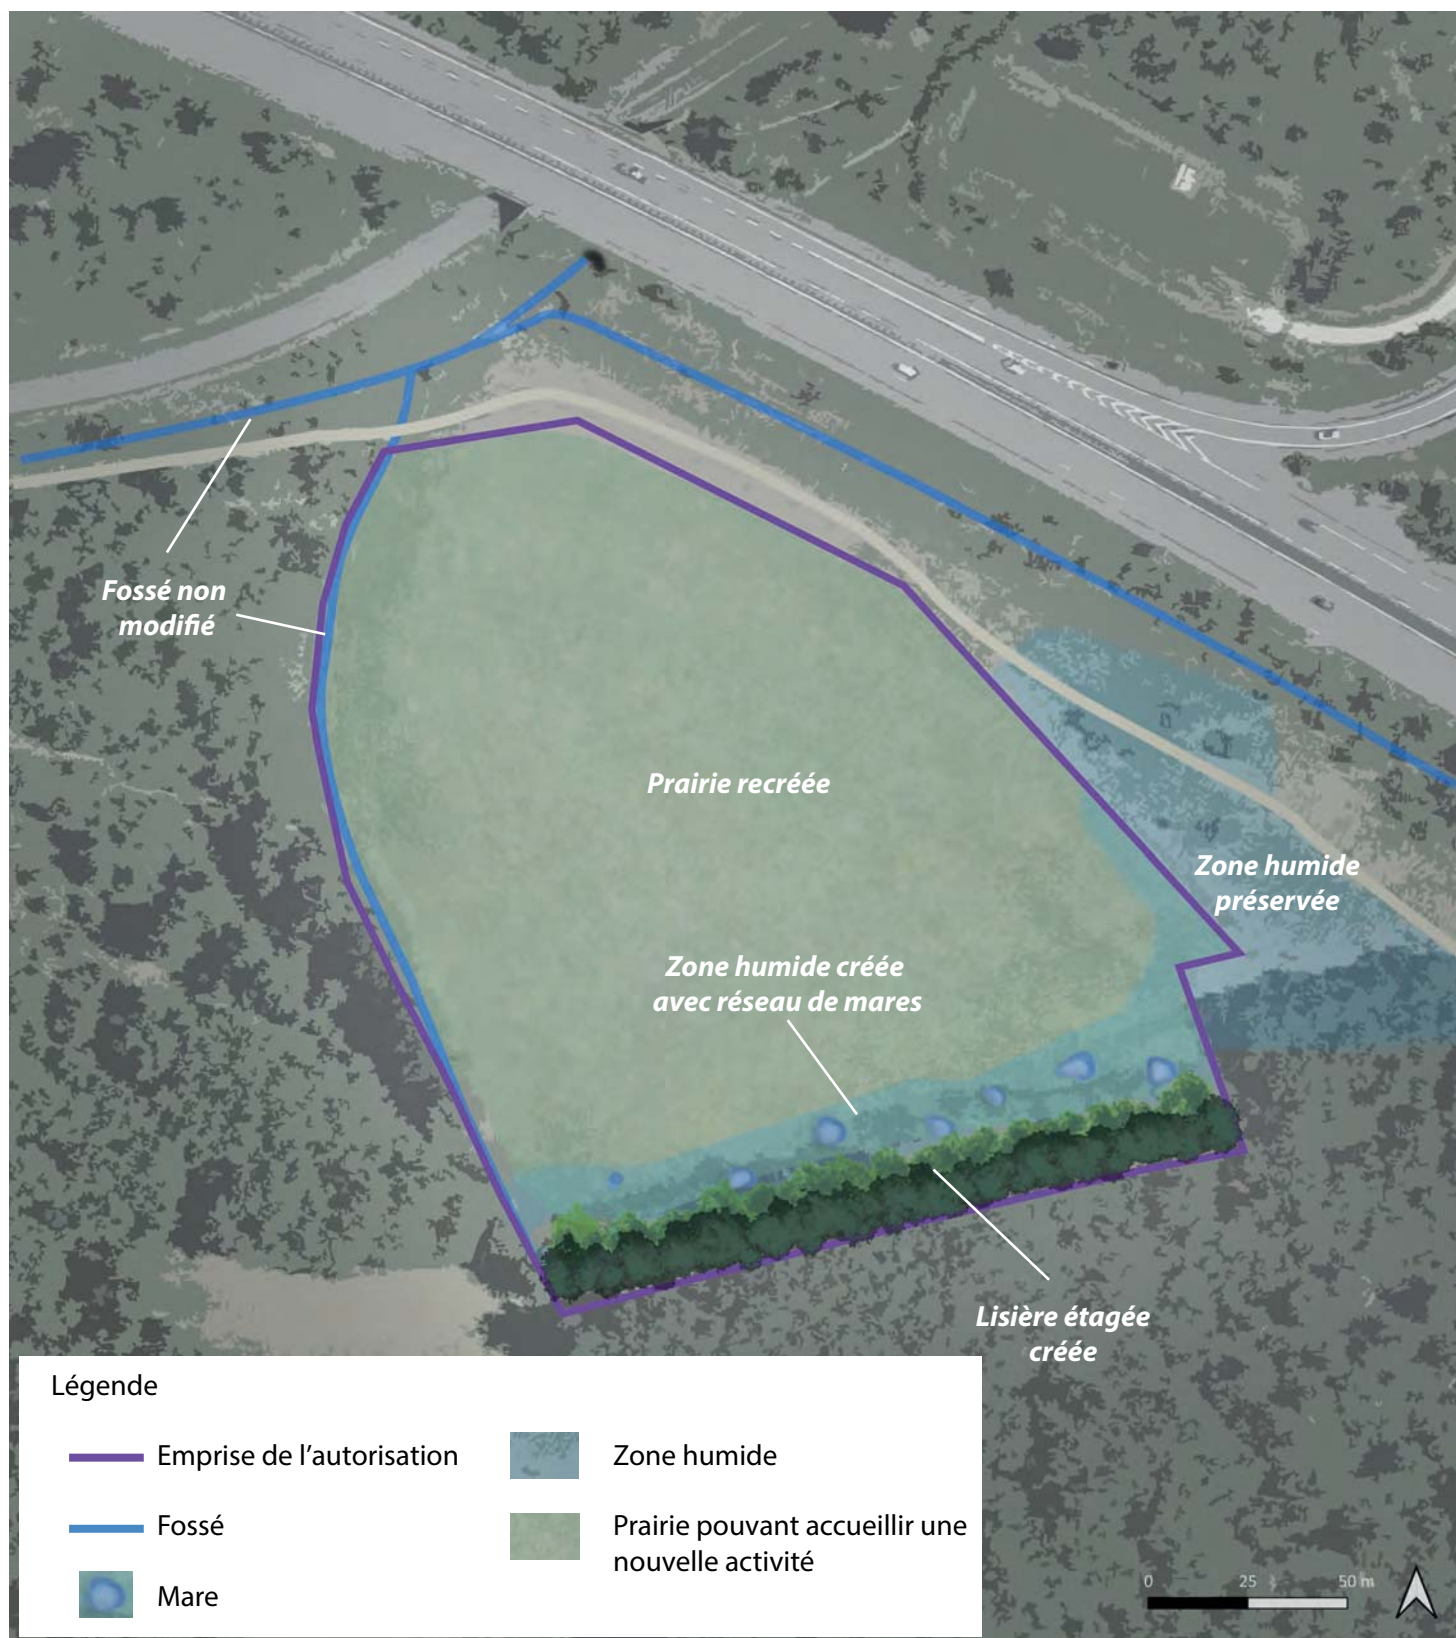 Fossé non
modifié
Prairie recréée
Zone humide
préservée
Zone humide créée
avec réseau de mares
Lisière étagée
créée
Légende
Emprise de l'autorisation
Fossé
Mare
Zone humide
Prairie pouvant accueillir une
nouvelle activité
0 25 50 m